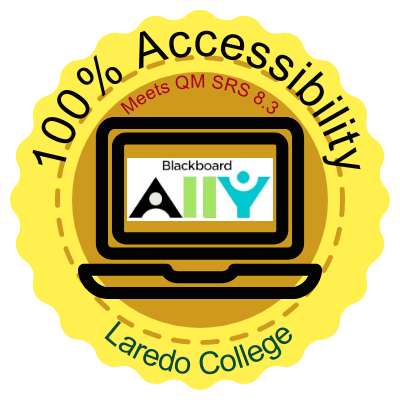 100% Accessibility
Meets QM SRS 8.3
Blackboard
Ally
Laredo College